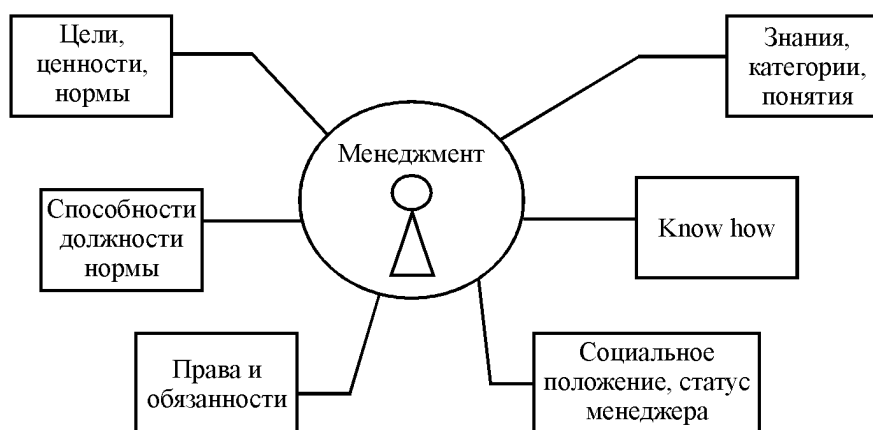 Цели,
ценности,
нормы
Знания,
категории,
понятия
Менеджмент
Способности
должности
нормы
Know how
Права и
обязанности
Социальное
положение, статус
менеджера